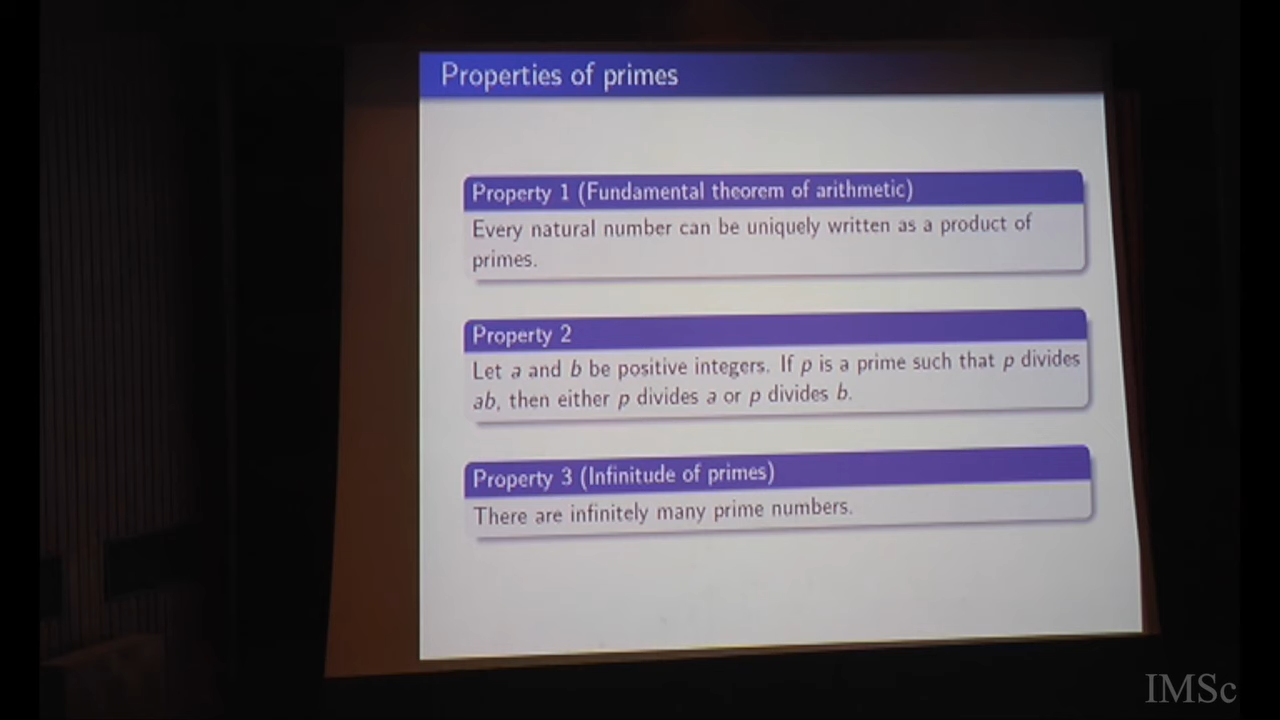 Properties of primes
Property 1 (Fundamental theorem of arithmetic)
Every natural number can be uniquely written as a product of
primes.
Property 2
Let a and b be positive integers. If p is a prime such that p divides
ab, then either p divides a or p divides b.
Property 3 (Infinitude of primes)
There are infinitely many prime numbers.
IMSc